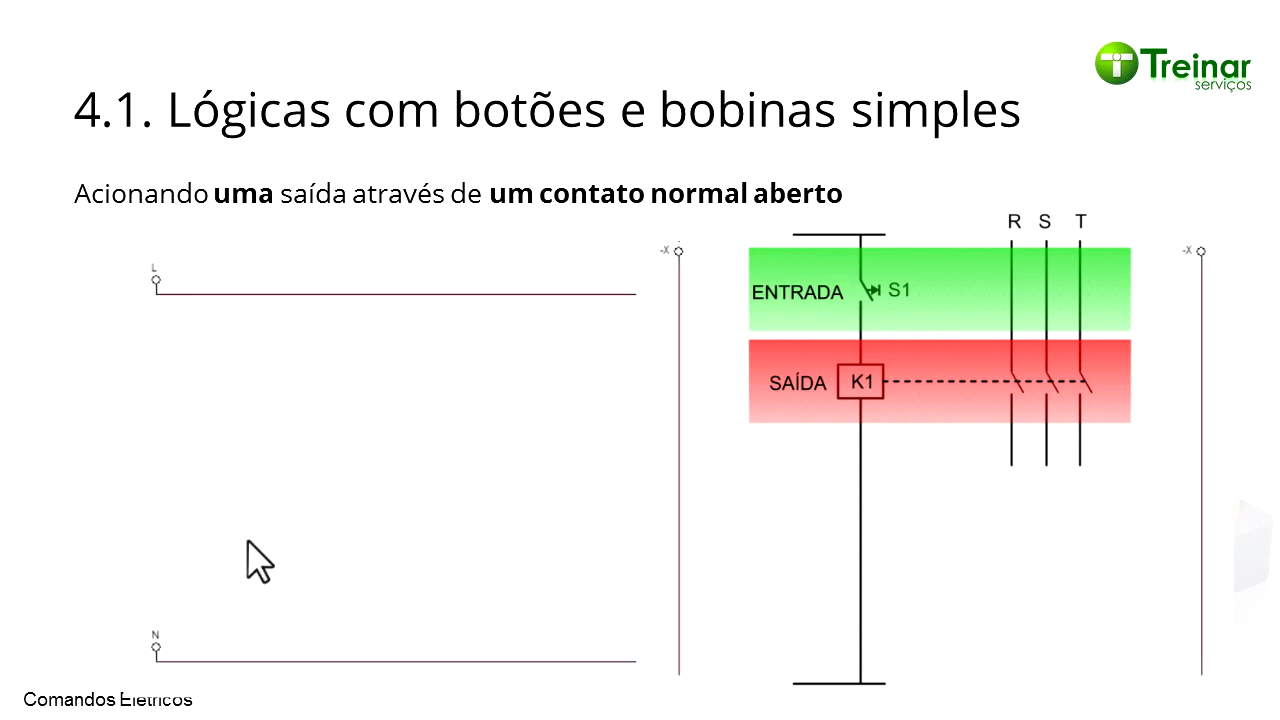 Treinar
serviços
4.1. Lógicas com botões e bobinas simples
Acionando uma saída através de um contato normal aberto
R S T
-X
-X
L
ENTRADA
S1
SAÍDA
K1
N
Comandos Elétricos